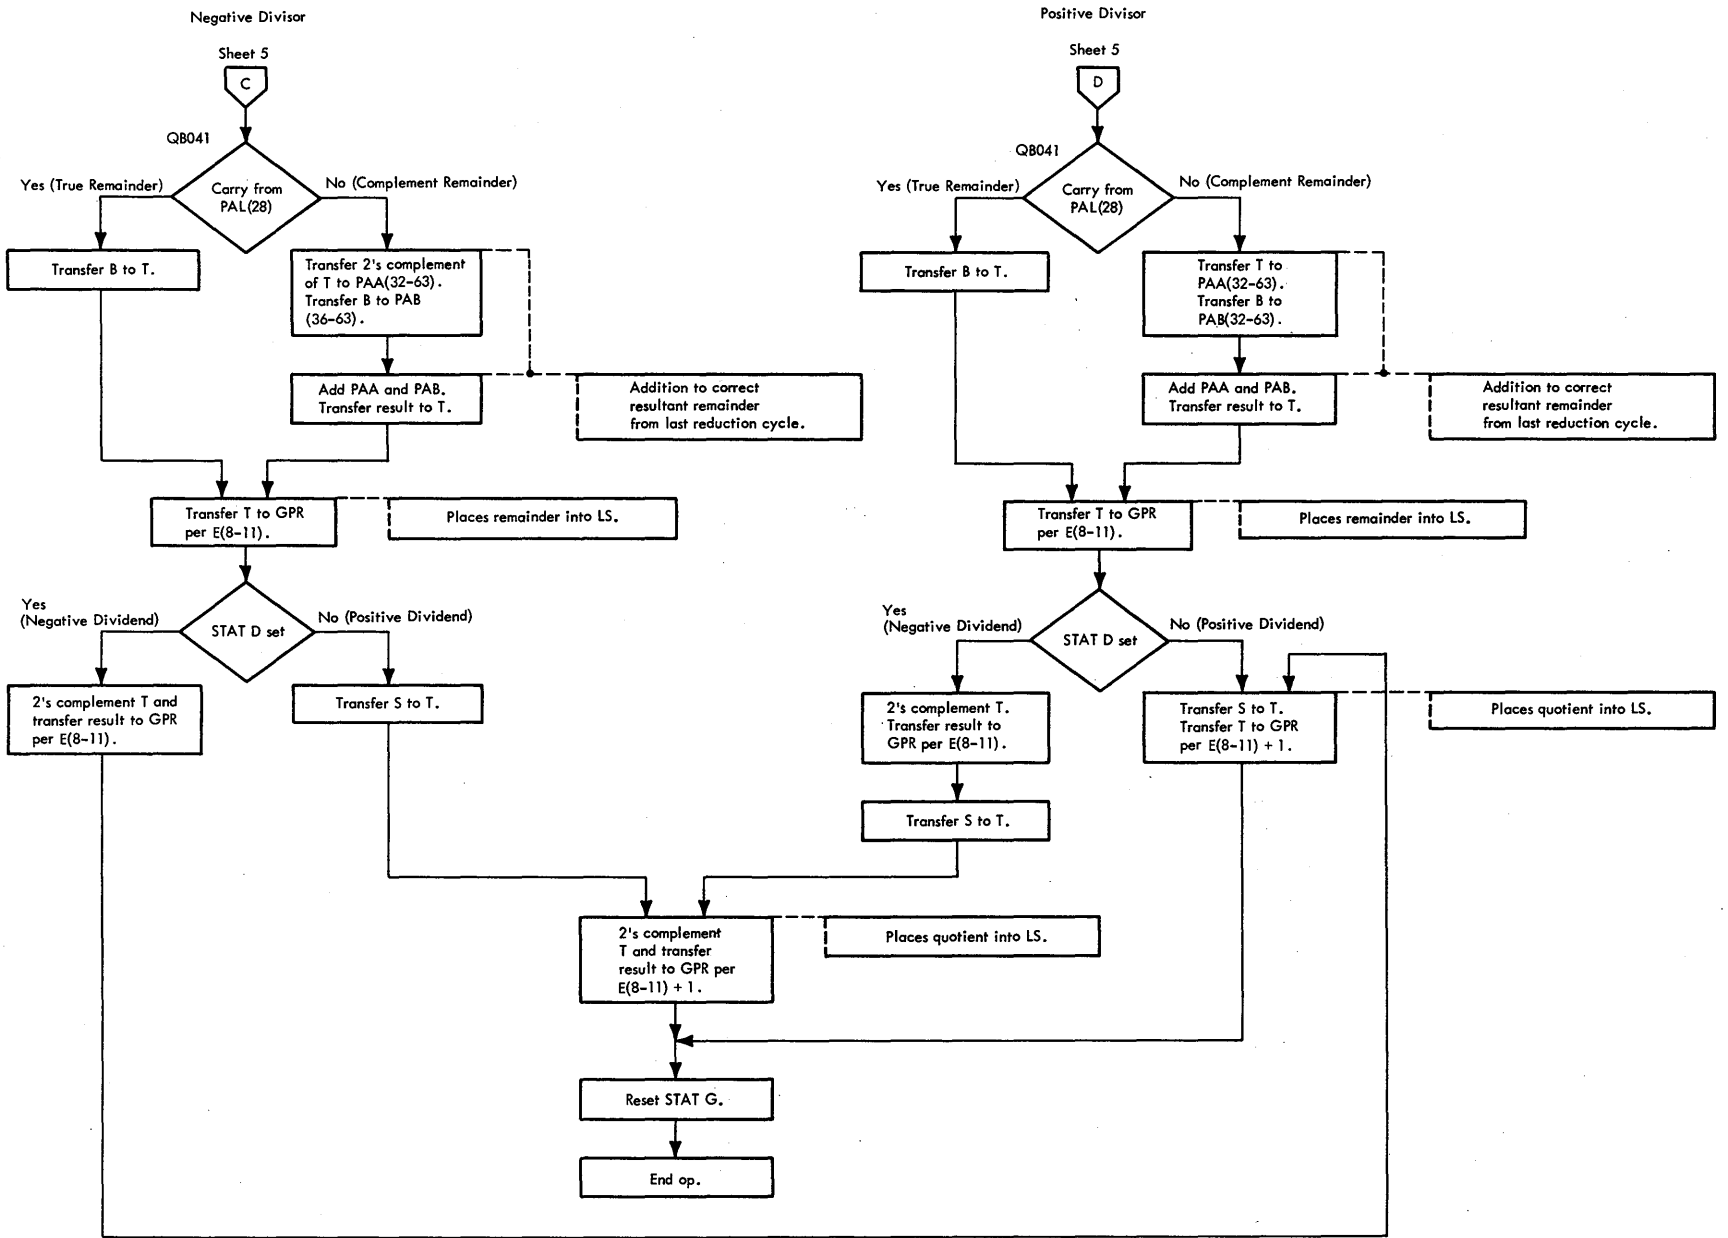 Negative Divisor
Sheet 5
C
QB041
Carry from
PAL(28)
Yes (True Remainder)
No (Complement Remainder)
Transfer B to T.
Transfer 2's complement
of T to PAA(32-63).
Transfer B to PAB
(36-63).
Add PAA and PAB.
Transfer result to T.
Addition to correct
resultant remainder
from last reduction cycle.
Transfer T to GPR
per E(8-11).
Places remainder into LS.
STAT D set
Yes
(Negative Dividend)
No (Positive Dividend)
2's complement T and
transfer result to GPR
per E(8-11).
Transfer S to T.
Positive Divisor
Sheet 5
D
QB041
Carry from
PAL(28)
Yes (True Remainder)
No (Complement Remainder)
Transfer B to T.
Transfer T to
PAA(32-63).
Transfer B to
PAB(32-63).
Add PAA and PAB.
Transfer result to T.
Addition to correct
resultant remainder
from last reduction cycle.
Transfer T to GPR
per E(8-11).
Places remainder into LS.
STAT D set
Yes
(Negative Dividend)
No (Positive Dividend)
2's complement T.
Transfer result to
GPR per E(8-11).
Transfer S to T.
Transfer S to T.
Transfer T to GPR
per E(8-11) + 1.
Places quotient into LS.
2's complement
T and transfer
result to GPR per
E(8-11) + 1.
Places quotient into LS.
Reset STAT G.
End op.